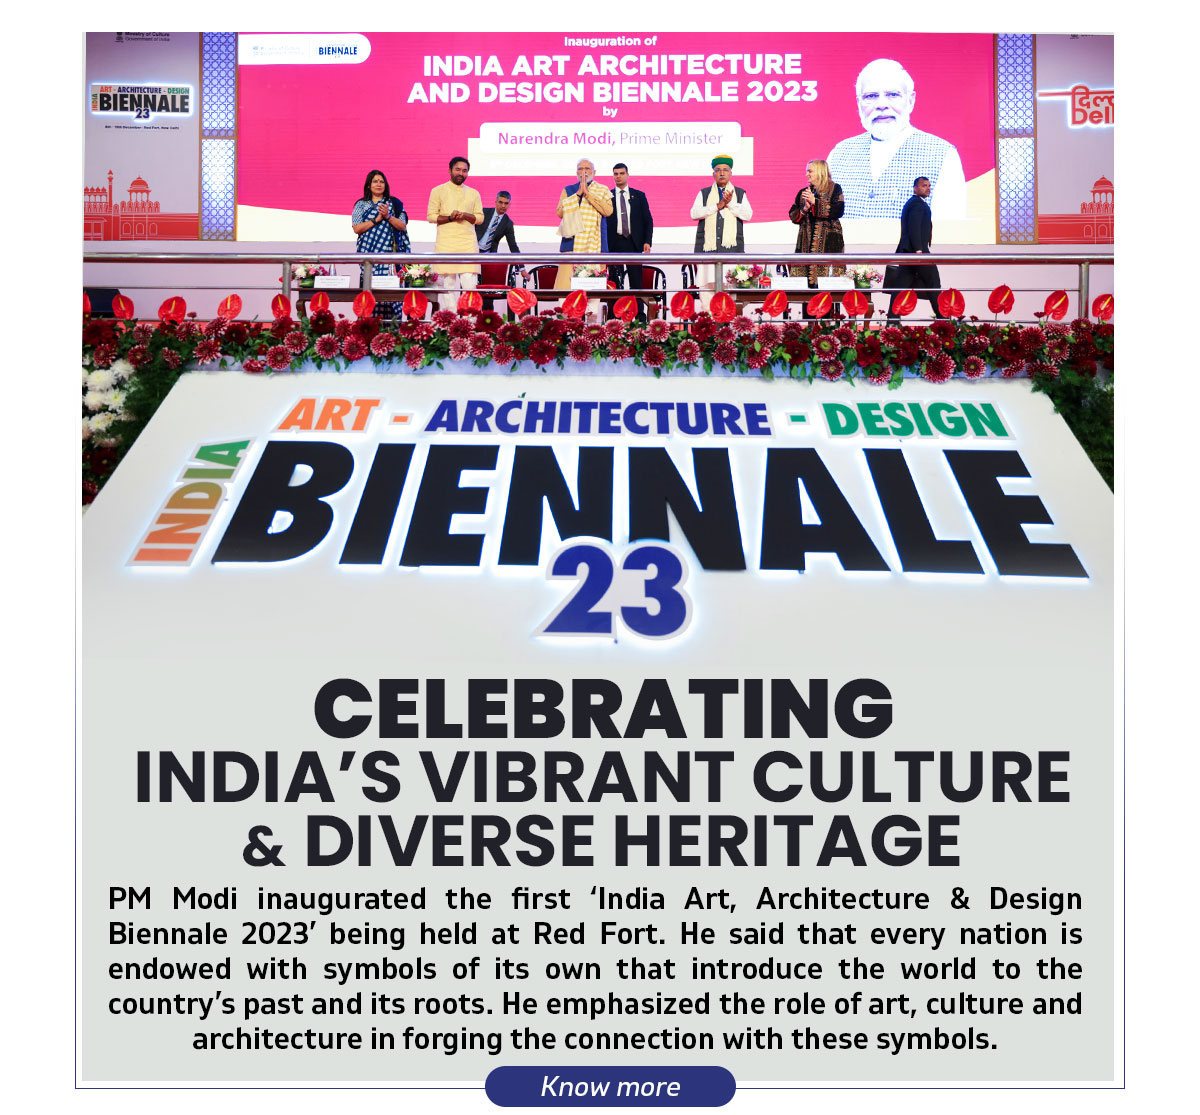 Ministry of Culture
Government of India
BIENNALE
Inauguration of
INDIA ART ARCHITECTURE
AND DESIGN BIENNALE 2023
by
Narendra Modi, Prime Minister
INDIA
ART - ARCHITECTURE - DESIGN
BIENNALE
23
दिल्
Del
ART - ARCHITECTURE - DESIGN
INDIA
BIENNALE
23
CELEBRATING
INDIA’S VIBRANT CULTURE
& DIVERSE HERITAGE
PM Modi inaugurated the first ‘India Art, Architecture & Design
Biennale 2023’ being held at Red Fort. He said that every nation is
endowed with symbols of its own that introduce the world to the
country’s past and its roots. He emphasized the role of art, culture and
architecture in forging the connection with these symbols.
Know more